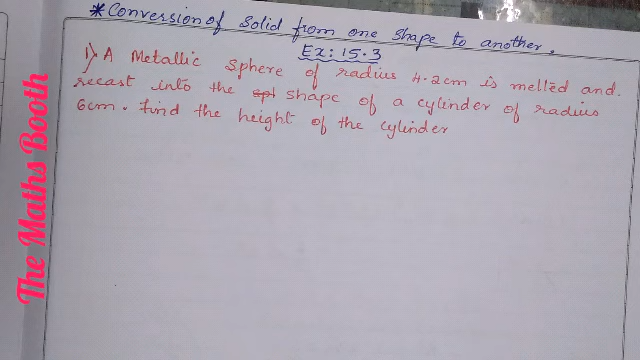 *Conversion of Solid from one Shape to another.
Ex: 15.3
1) A Metallic Sphere of radius 4.2cm is melted and.
recast into the spt shape of a cylinder of radius
6cm. find the height of the cylinder
The Maths Booth